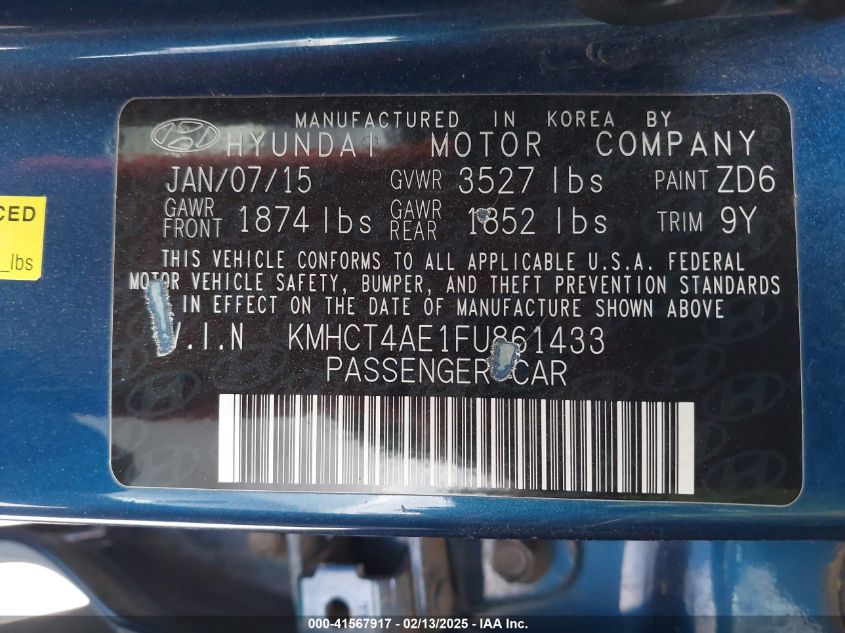 MANUFACTURED IN KOREA BY
HYUNDAI MOTOR COMPANY
JAN/07/15 GVWR 3527 lbs PAINT ZD6
GAWR FRONT 1874 lbs GAWR REAR 1852 lbs TRIM 9Y
THIS VEHICLE CONFORMS TO ALL APPLICABLE U.S.A. FEDERAL
MOTOR VEHICLE SAFETY, BUMPER, AND THEFT PREVENTION STANDARDS
IN EFFECT ON THE DATE OF MANUFACTURE SHOWN ABOVE
V.I.N KMHCT4AE1FU861433
PASSENGER CAR
CED
_lbs
000-41567917 - 02/13/2025 - IAA Inc.